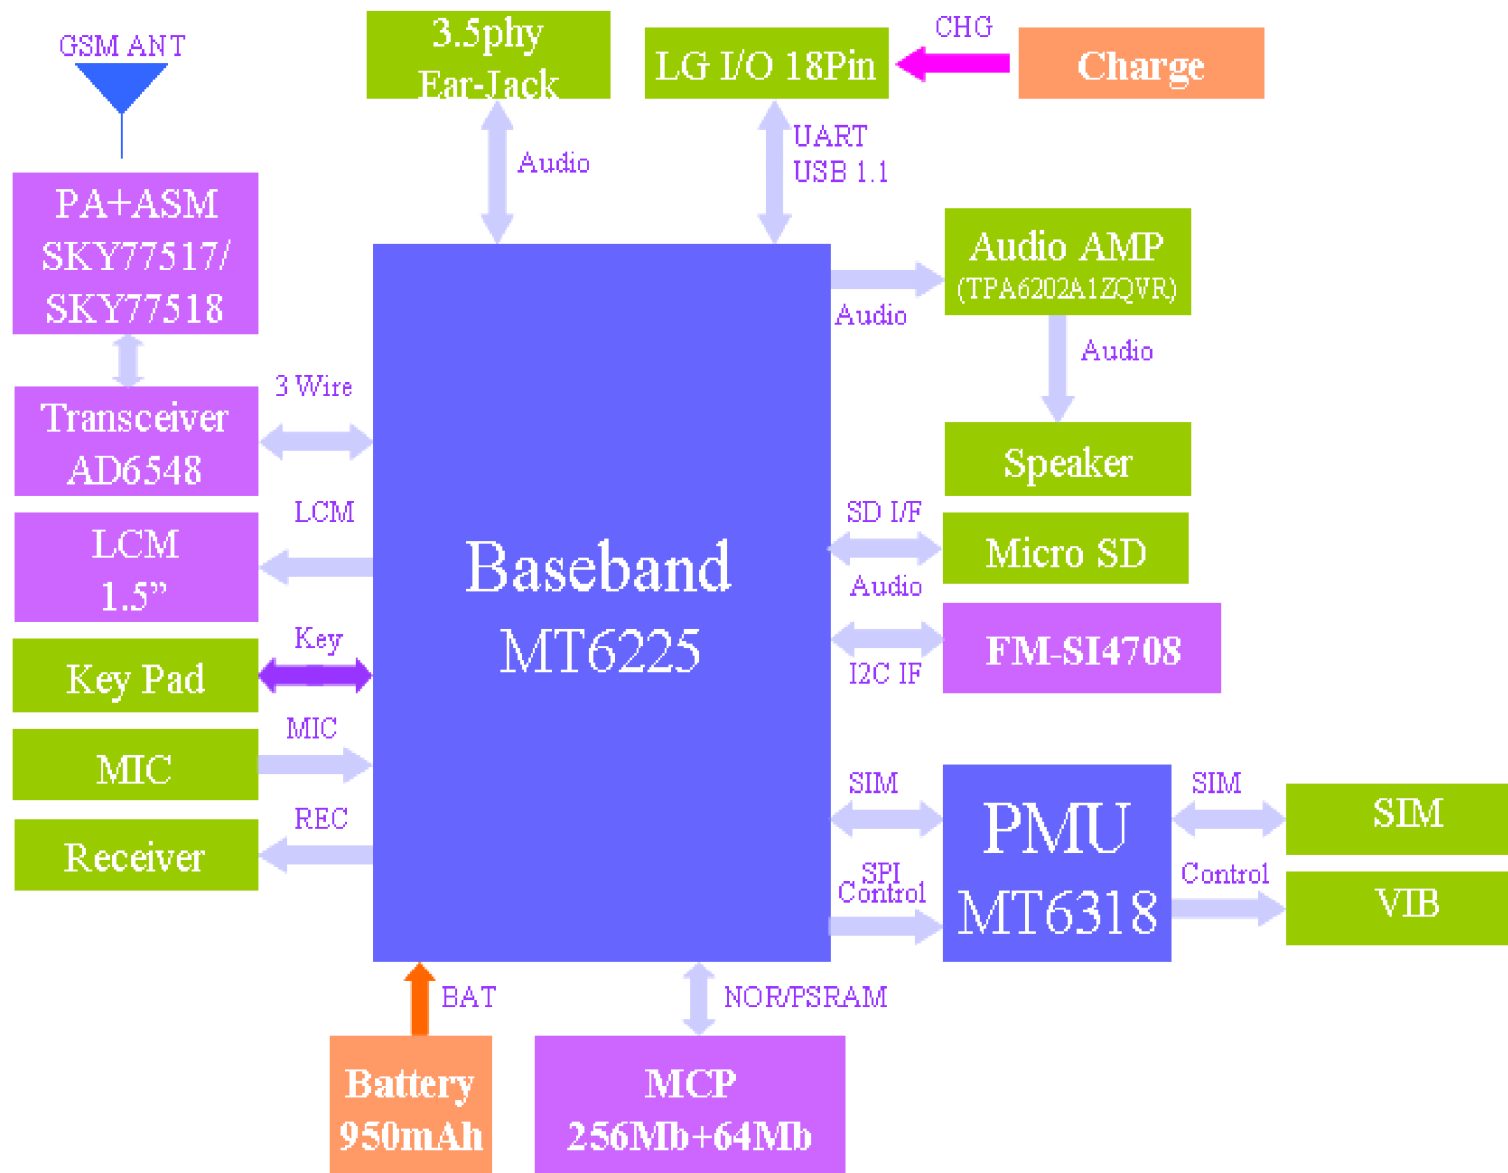 GSM ANT
3.5phy
Ear-Jack
LG I/O 18Pin
CHG
Charge
Audio
UART
USB 1.1
PA+ASM
SKY77517/
SKY77518
Audio AMP
(TPA6202A1ZQVR)
Audio
Audio
3 Wire
Transceiver
AD6548
Speaker
LCM
LCM
1.5”
SD I/F
Micro SD
Baseband
MT6225
Audio
FM-SI4708
I2C IF
Key
Key Pad
MIC
MIC
REC
Receiver
SIM
PMU
MT6318
SIM
SIM
SPI
Control
Control
VIB
BAT
NOR/PSRAM
Battery
950mAh
MCP
256Mb+64Mb